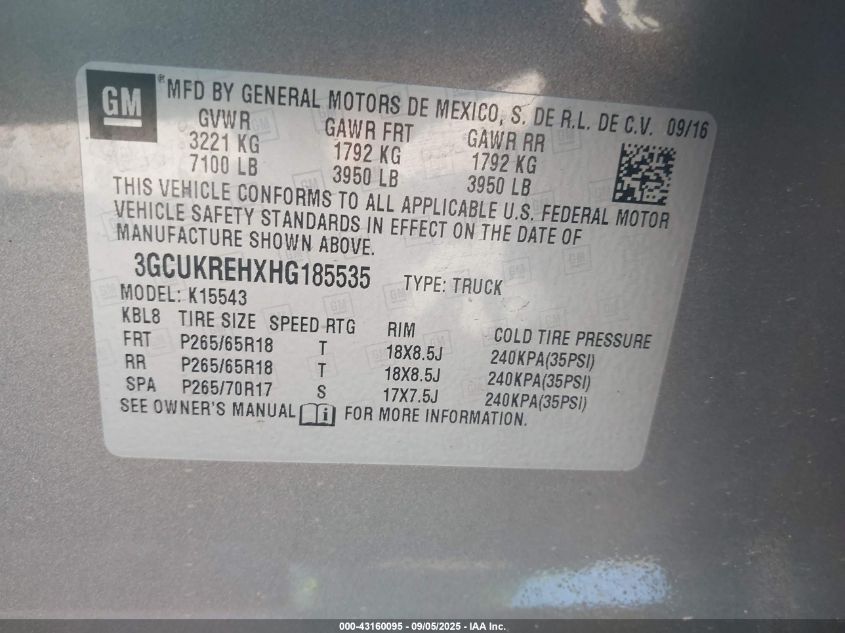 GM ® MFD BY GENERAL MOTORS DE MEXICO, S. DE R.L. DE C.V. 09/16
GVWR GAWR FRT GAWR RR
3221 KG 1792 KG 1792 KG
7100 LB 3950 LB 3950 LB
THIS VEHICLE CONFORMS TO ALL APPLICABLE U.S. FEDERAL MOTOR
VEHICLE SAFETY STANDARDS IN EFFECT ON THE DATE OF
MANUFACTURE SHOWN ABOVE.
3GCUKREHXHG185535 TYPE: TRUCK
MODEL: K15543
KBL8 TIRE SIZE SPEED RTG RIM COLD TIRE PRESSURE
FRT P265/65R18 T 18X8.5J 240KPA(35PSI)
RR P265/65R18 T 18X8.5J 240KPA(35PSI)
SPA P265/70R17 S 17X7.5J 240KPA(35PSI)
SEE OWNER'S MANUAL i FOR MORE INFORMATION.
000-43160095 - 09/05/2025 - IAA Inc.